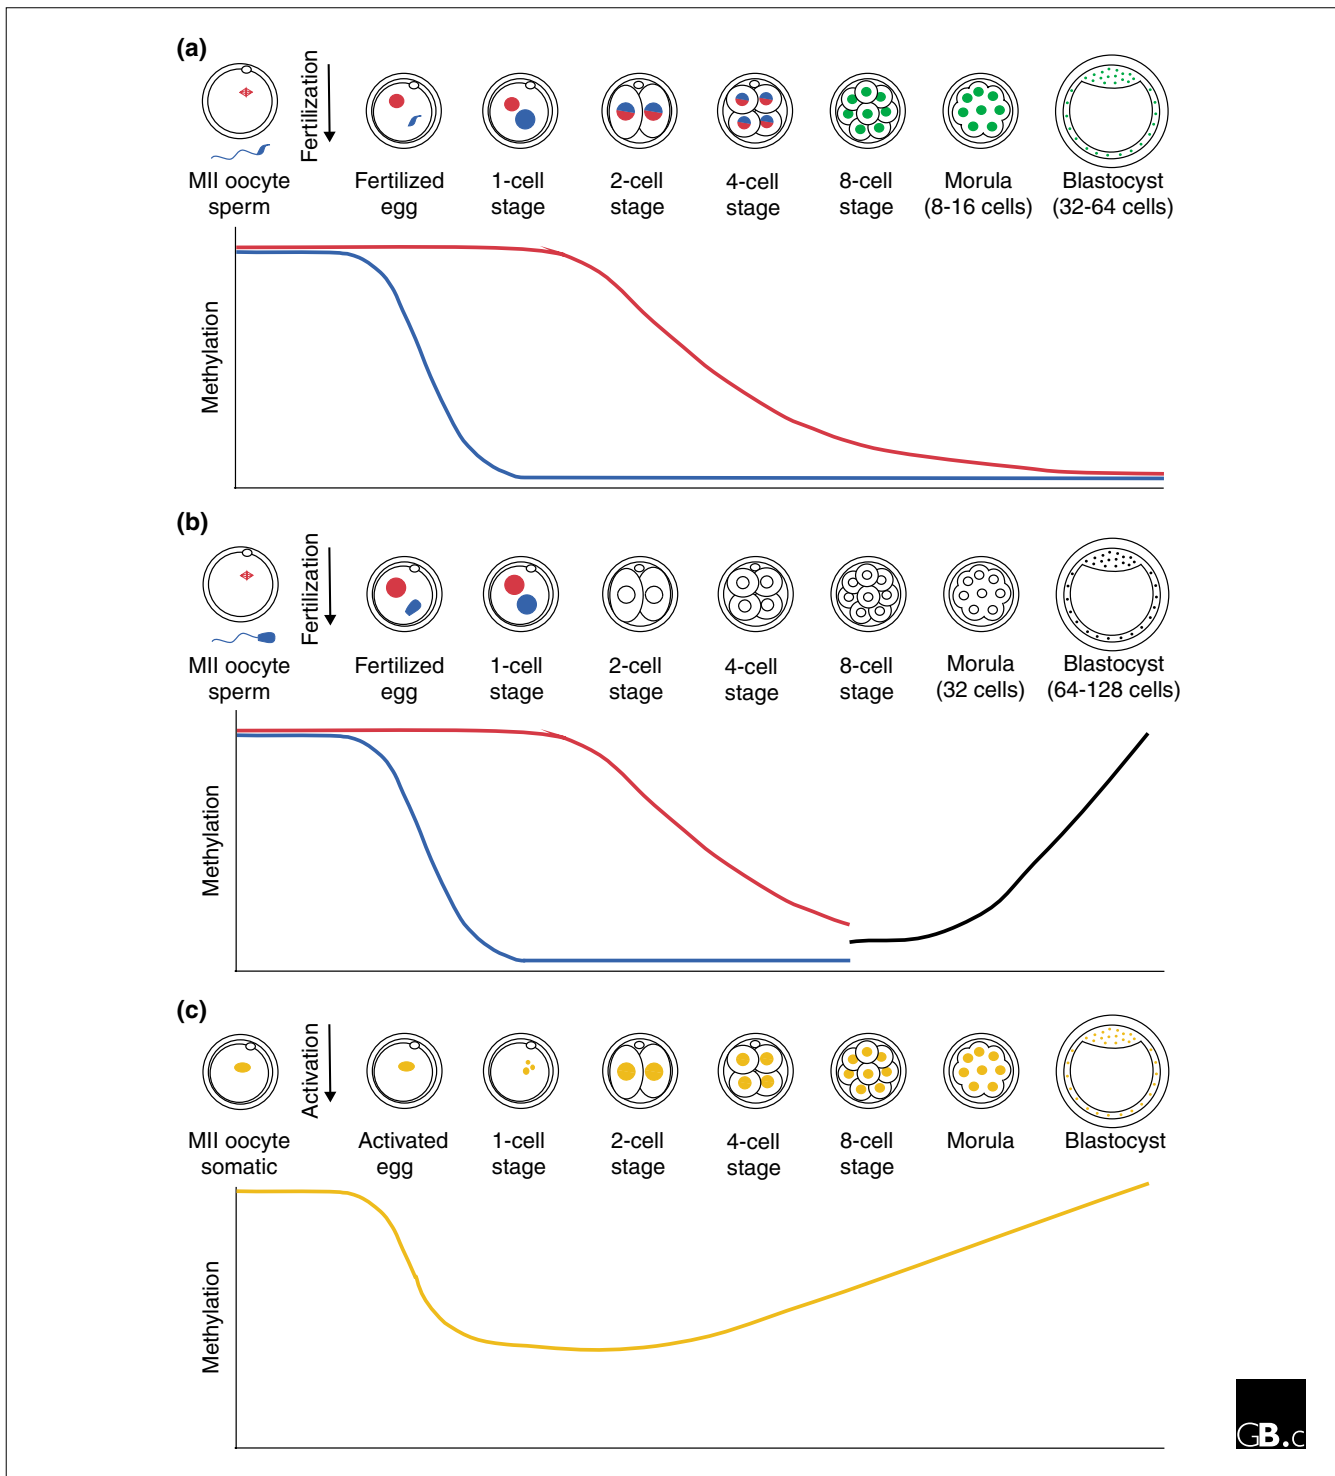 (a)
Fertilization
MII oocyte
sperm
Fertilized
egg
1-cell
stage
2-cell
stage
4-cell
stage
8-cell
stage
Morula
(8-16 cells)
Blastocyst
(32-64 cells)
Methylation
(b)
Fertilization
MII oocyte
sperm
Fertilized
egg
1-cell
stage
2-cell
stage
4-cell
stage
8-cell
stage
Morula
(32 cells)
Blastocyst
(64-128 cells)
Methylation
(c)
Activation
MII oocyte
somatic
Activated
egg
1-cell
stage
2-cell
stage
4-cell
stage
8-cell
stage
Morula
Blastocyst
Methylation
GB.c